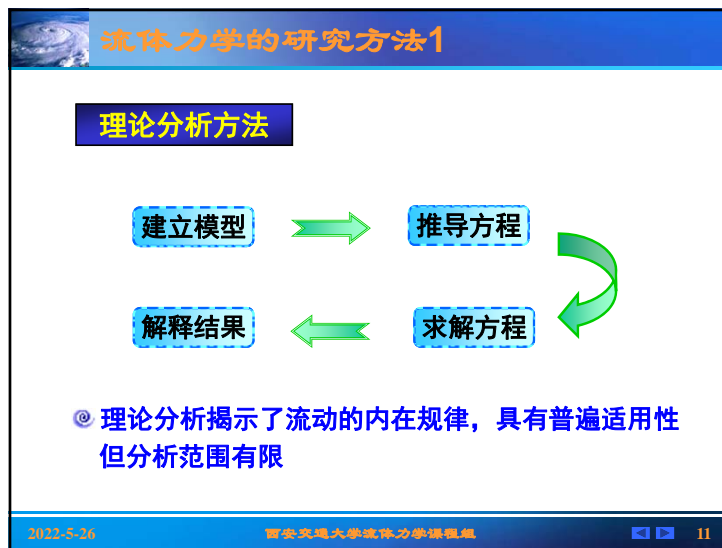 流体力学的研究方法1
理论分析方法
建立模型
推导方程
求解方程
解释结果
理论分析揭示了流动的内在规律，具有普遍适用性
但分析范围有限
2022-5-26
西安交通大学流体力学课程组
11